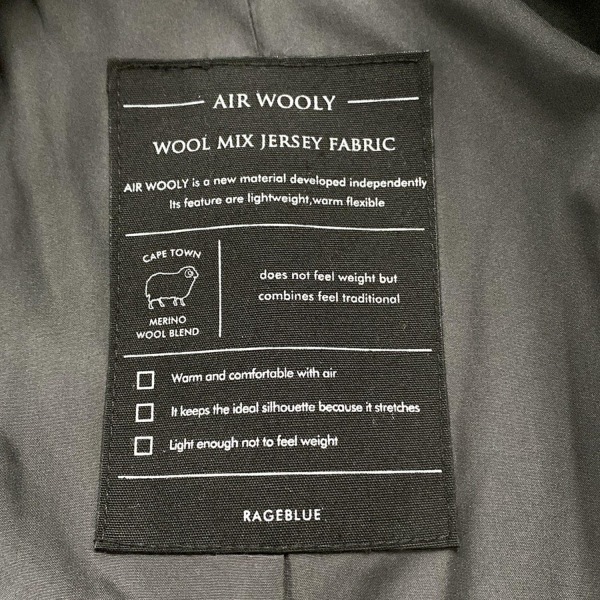 AIR WOOLY
WOOL MIX JERSEY FABRIC
AIR WOOLY is a new material developed independently
Its feature are lightweight,warm flexible
CAPE TOWN
MERINO
WOOL BLEND
does not feel weight but
combines feel traditional
Warm and comfortable with air
It keeps the ideal silhouette because it stretches
Light enough not to feel weight
RAGEBLUE